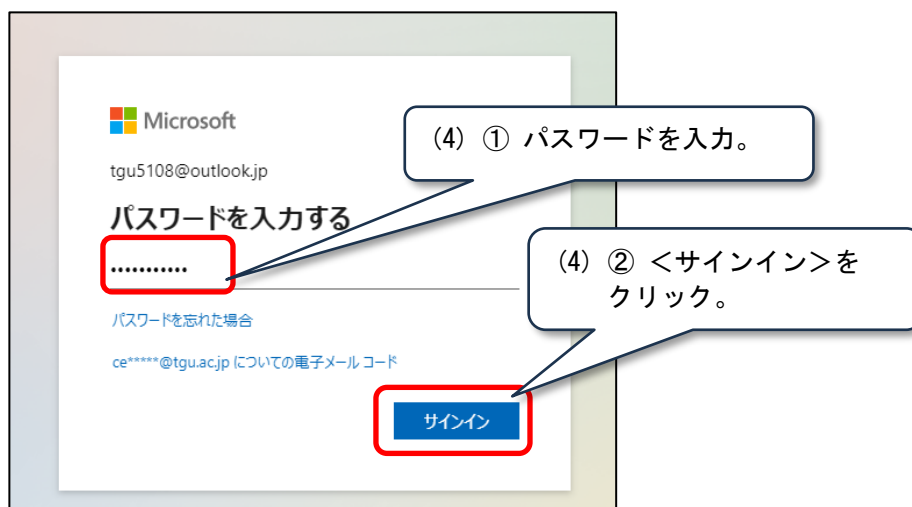 Microsoft
(4) ① パスワードを入力。
tgu5108@outlook.jp
パスワードを入力する
•••••••••••
(4) ② <サインイン>を
クリック。
パスワードを忘れた場合
ce*****@tgu.ac.jp についての電子メール コード
サインイン